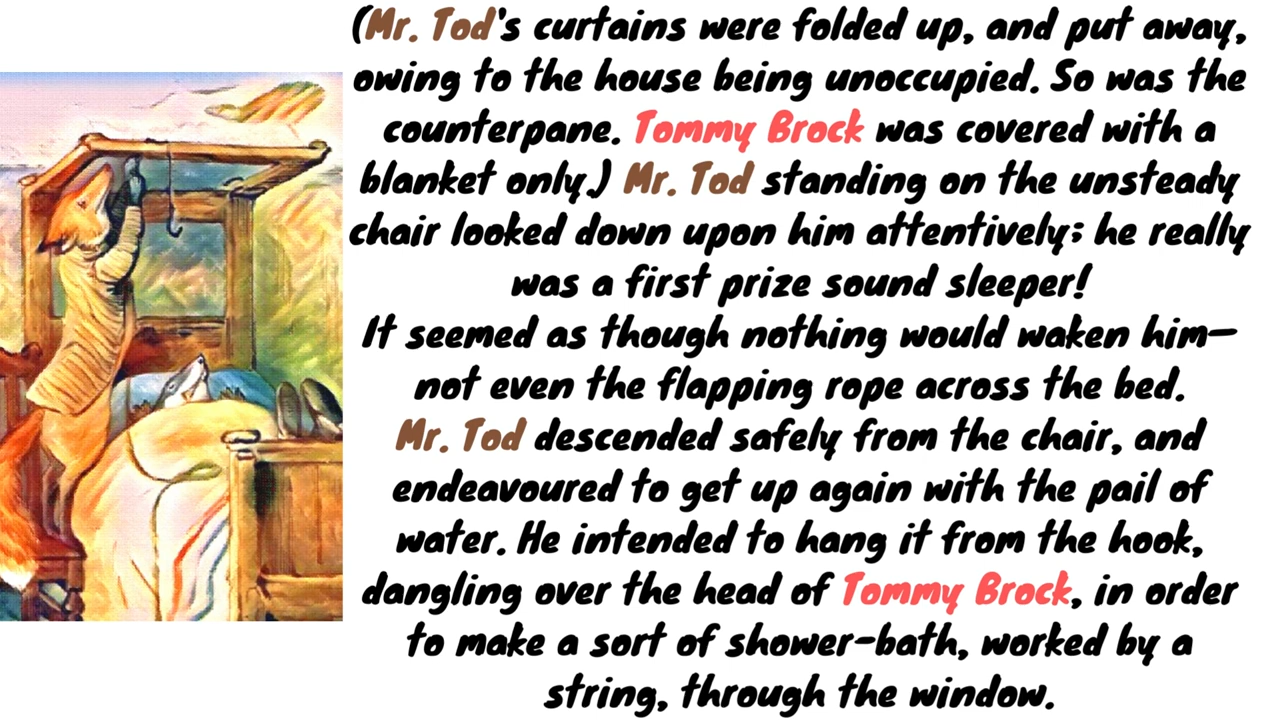 (Mr. Tod's curtains were folded up, and put away,
owing to the house being unoccupied. So was the
counterpane. Tommy Brock was covered with a
blanket only.) Mr. Tod standing on the unsteady
chair looked down upon him attentively; he really
was a first prize sound sleeper!
It seemed as though nothing would waken him—
not even the flapping rope across the bed.
Mr. Tod descended safely from the chair, and
endeavoured to get up again with the pail of
water. He intended to hang it from the hook,
dangling over the head of Tommy Brock, in order
to make a sort of shower-bath, worked by a
string, through the window.